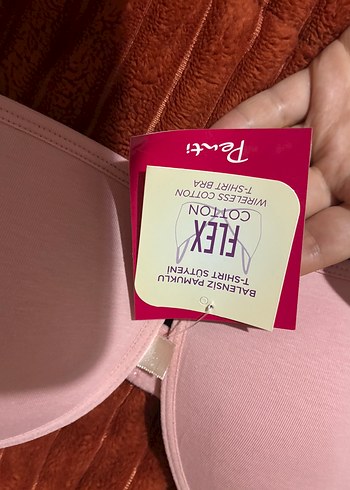 BALENSİZ PAMUKLU
T-SHIRT SÜTYENİ
FLEX
COTTON
WIRELESS COTTON
T-SHIRT BRA
Penti